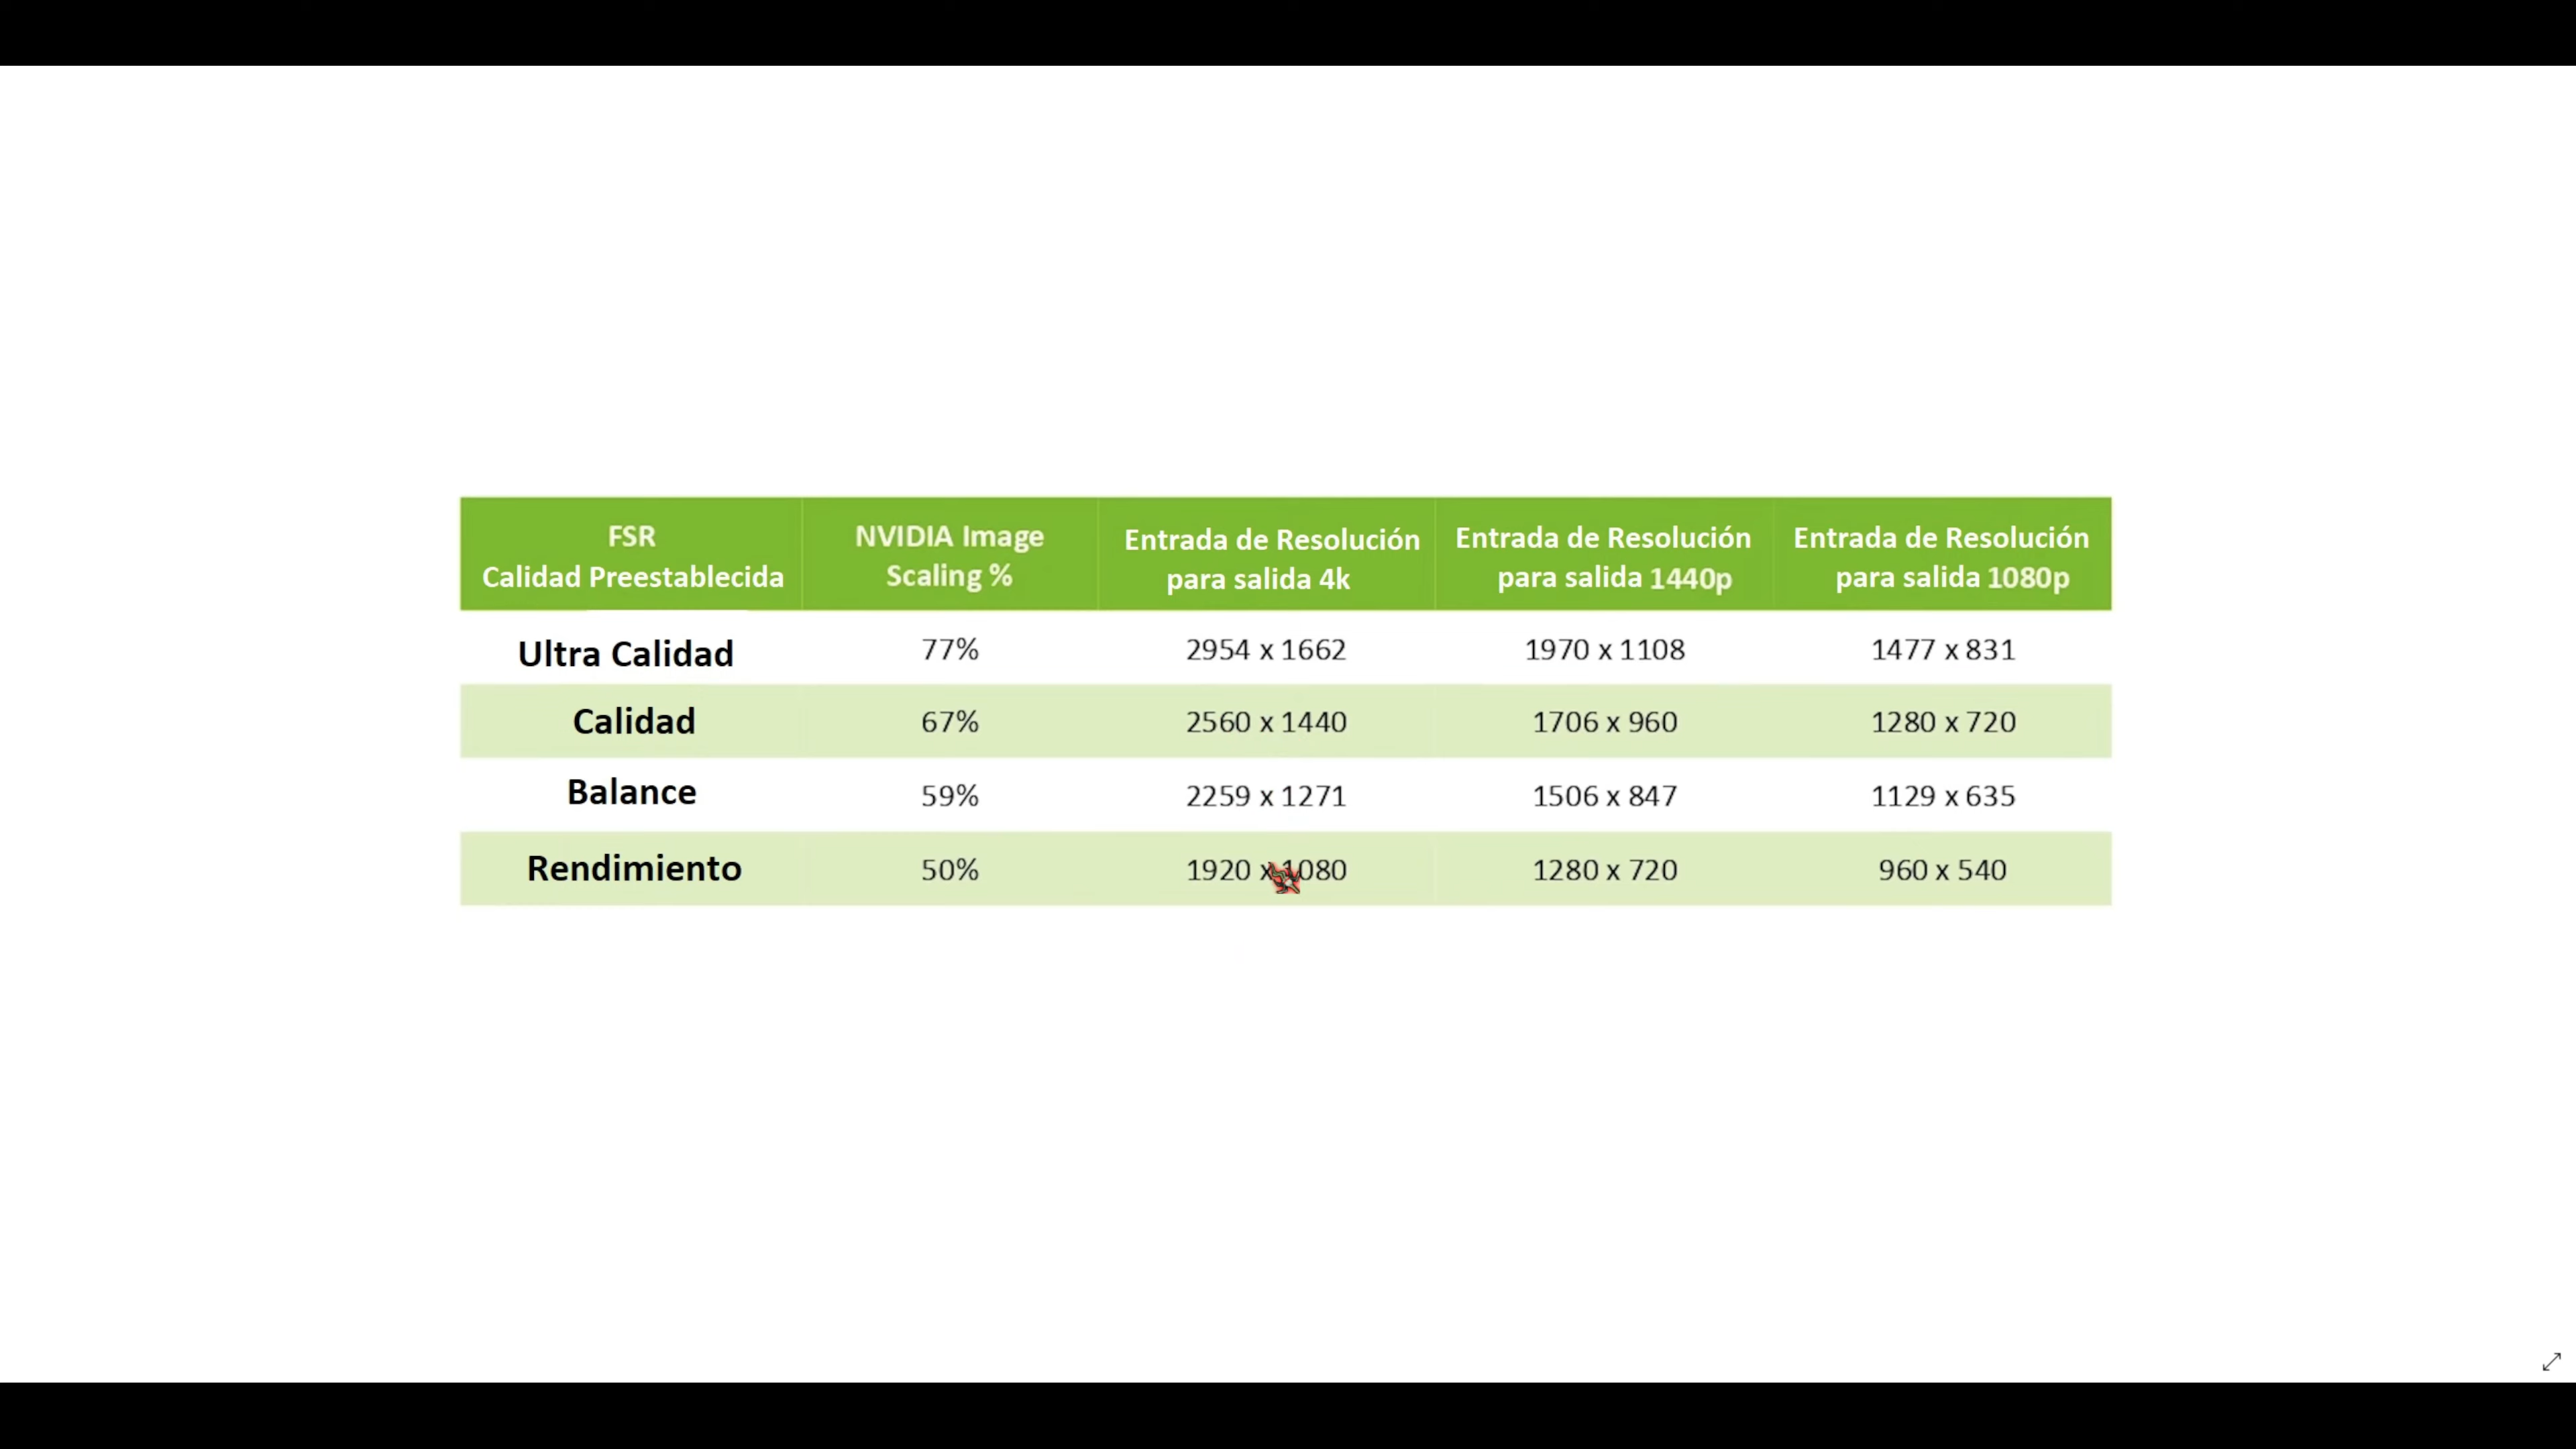 FSR
Calidad Preestablecida
NVIDIA Image
Scaling %
Entrada de Resolución
para salida 4k
Entrada de Resolución
para salida 1440p
Entrada de Resolución
para salida 1080p
Ultra Calidad 77% 2954 x 1662 1970 x 1108 1477 x 831
Calidad 67% 2560 x 1440 1706 x 960 1280 x 720
Balance 59% 2259 x 1271 1506 x 847 1129 x 635
Rendimiento 50% 1920 x 1080 1280 x 720 960 x 540